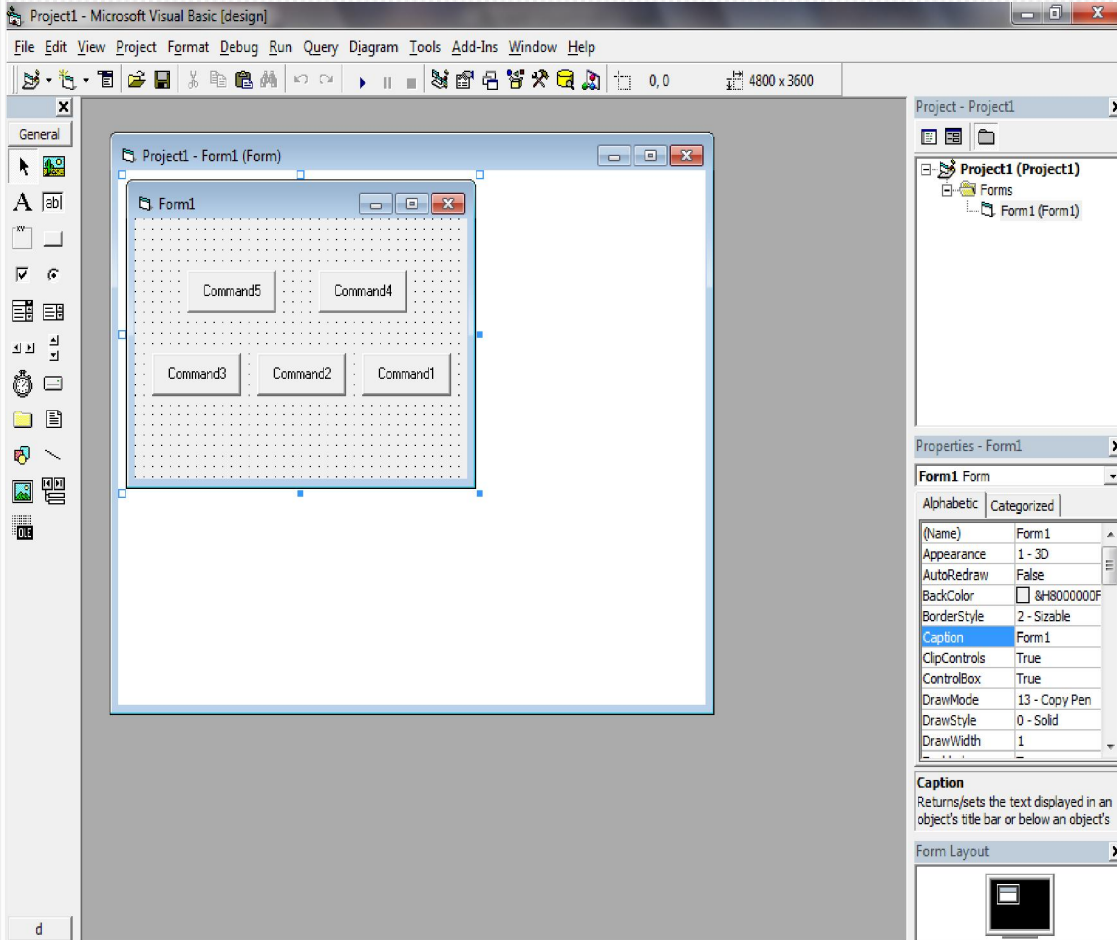 Project1 - Microsoft Visual Basic [design]
File Edit View Project Format Debug Run Query Diagram Tools Add-Ins Window Help
0, 0 4800 x 3600
General
A ab|
xv
OLE
d
Project1 - Form1 (Form)
Form1
Command5 Command4
Command3 Command2 Command1
Project - Project1
Project1 (Project1)
Forms
Form1 (Form1)
Properties - Form1
Form1 Form
Alphabetic Categorized
(Name) Form1
Appearance 1 - 3D
AutoRedraw False
BackColor &H8000000F
BorderStyle 2 - Sizable
Caption Form1
ClipControls True
ControlBox True
DrawMode 13 - Copy Pen
DrawStyle 0 - Solid
DrawWidth 1
Caption
Returns/sets the text displayed in an
object's title bar or below an object's
Form Layout